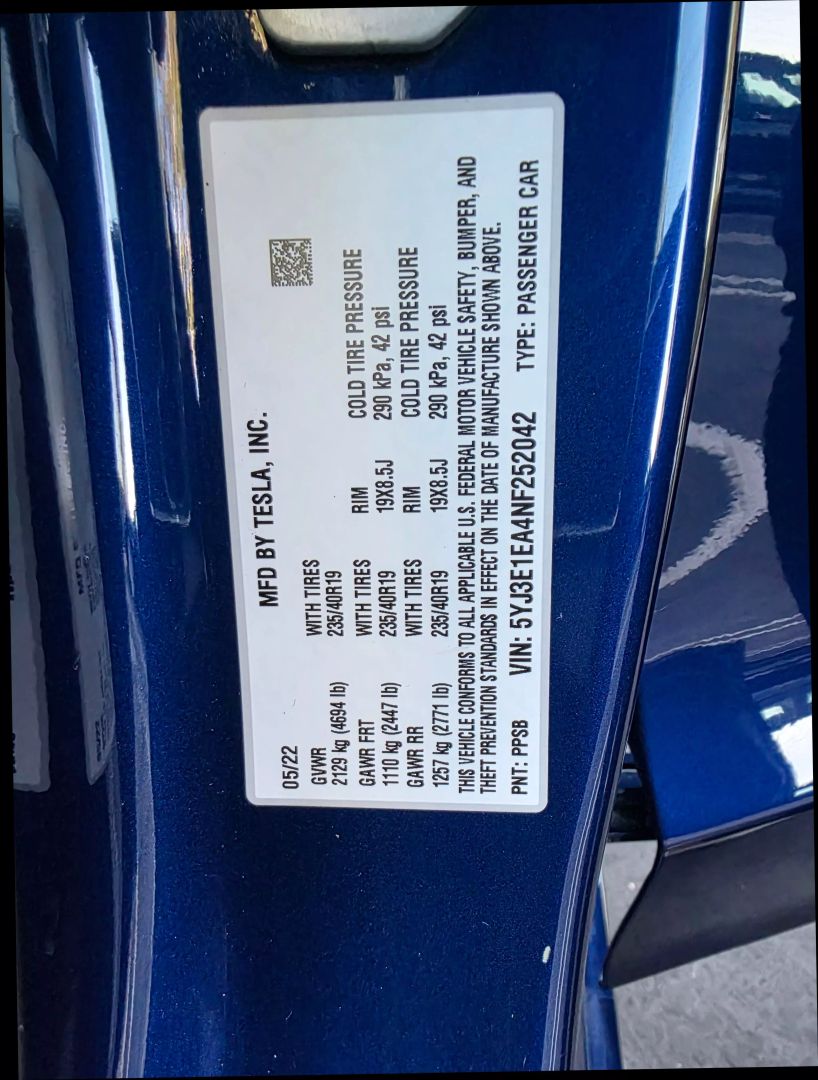 MFD BY TESLA, INC.
05/22
GVWR WITH TIRES
2129 kg (4694 lb) 235/40R19
GAWR FRT WITH TIRES RIM COLD TIRE PRESSURE
1110 kg (2447 lb) 235/40R19 19X8.5J 290 kPa, 42 psi
GAWR RR WITH TIRES RIM COLD TIRE PRESSURE
1257 kg (2771 lb) 235/40R19 19X8.5J 290 kPa, 42 psi
THIS VEHICLE CONFORMS TO ALL APPLICABLE U.S. FEDERAL MOTOR VEHICLE SAFETY, BUMPER, AND
THEFT PREVENTION STANDARDS IN EFFECT ON THE DATE OF MANUFACTURE SHOWN ABOVE.
PNT: PPSB VIN: 5YJ3E1EA4NF252042 TYPE: PASSENGER CAR